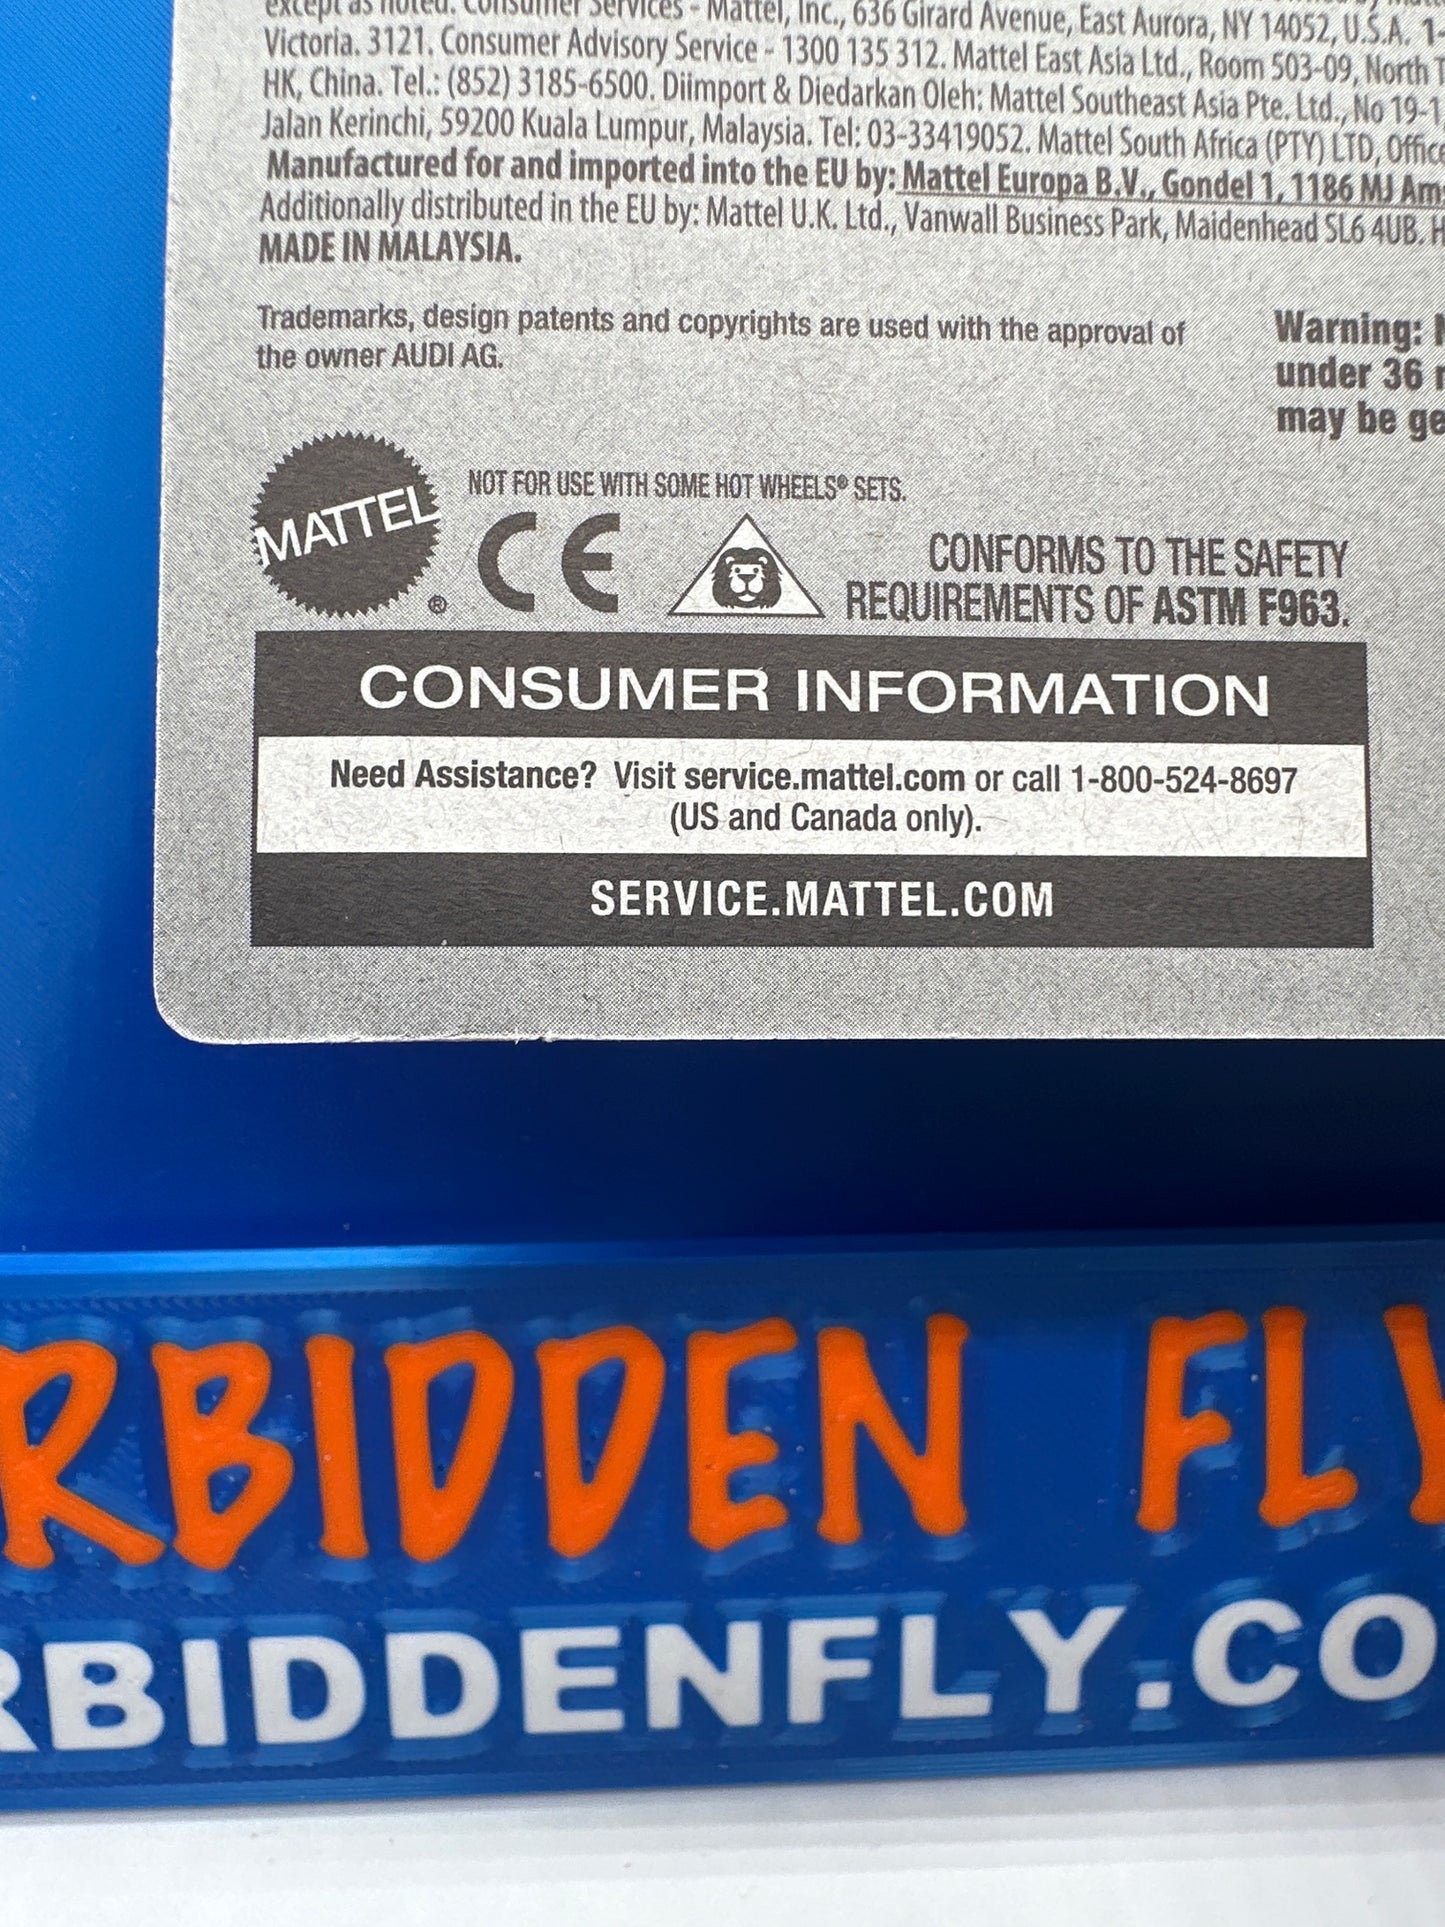 except as noted. Consumer Services - Mattel, Inc., 636 Girard Avenue, East Aurora, NY 14052, U.S.A.
Victoria. 3121. Consumer Advisory Service - 1300 135 312. Mattel East Asia Ltd., Room 503-09, North
HK, China. Tel.: (852) 3185-6500. Diimport & Diedarkan Oleh: Mattel Southeast Asia Pte. Ltd., No 19-1
Jalan Kerinchi, 59200 Kuala Lumpur, Malaysia. Tel: 03-33419052. Mattel South Africa (PTY) LTD, Office
Manufactured for and imported into the EU by: Mattel Europa B.V., Gondel 1, 1186 MJ Am
Additionally distributed in the EU by: Mattel U.K. Ltd., Vanwall Business Park, Maidenhead SL6 4UB.
MADE IN MALAYSIA.
Trademarks, design patents and copyrights are used with the approval of
the owner AUDI AG.
Warning:
under 36
may be ge
MATTEL ®
NOT FOR USE WITH SOME HOT WHEELS® SETS.
CE
CONFORMS TO THE SAFETY
REQUIREMENTS OF ASTM F963.
CONSUMER INFORMATION
Need Assistance? Visit service.mattel.com or call 1-800-524-8697
(US and Canada only).
SERVICE.MATTEL.COM
RBIDDEN FLY
RBIDDENFLY.CO